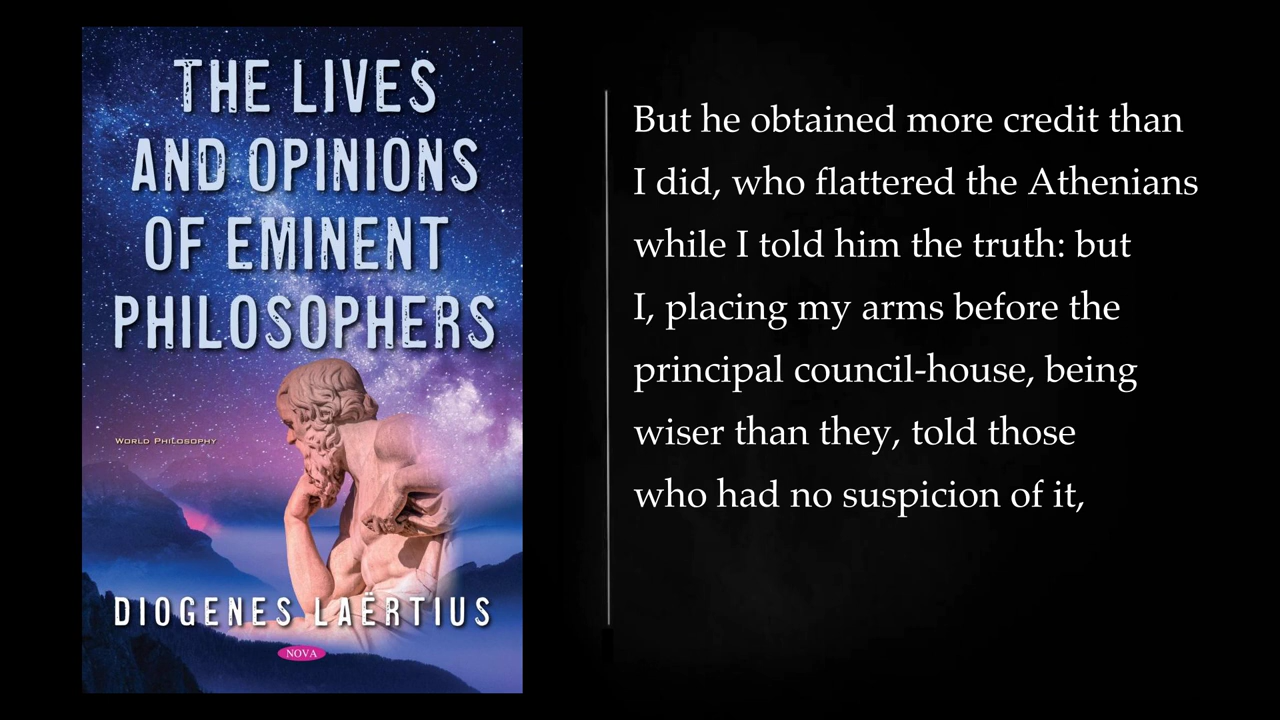 THE LIVES
AND OPINIONS
OF EMINENT
PHILOSOPHERS
WORLD PHILOSOPHY
DIOGENES LAËRTIUS
NOVA
But he obtained more credit than
I did, who flattered the Athenians
while I told him the truth: but
I, placing my arms before the
principal council-house, being
wiser than they, told those
who had no suspicion of it,